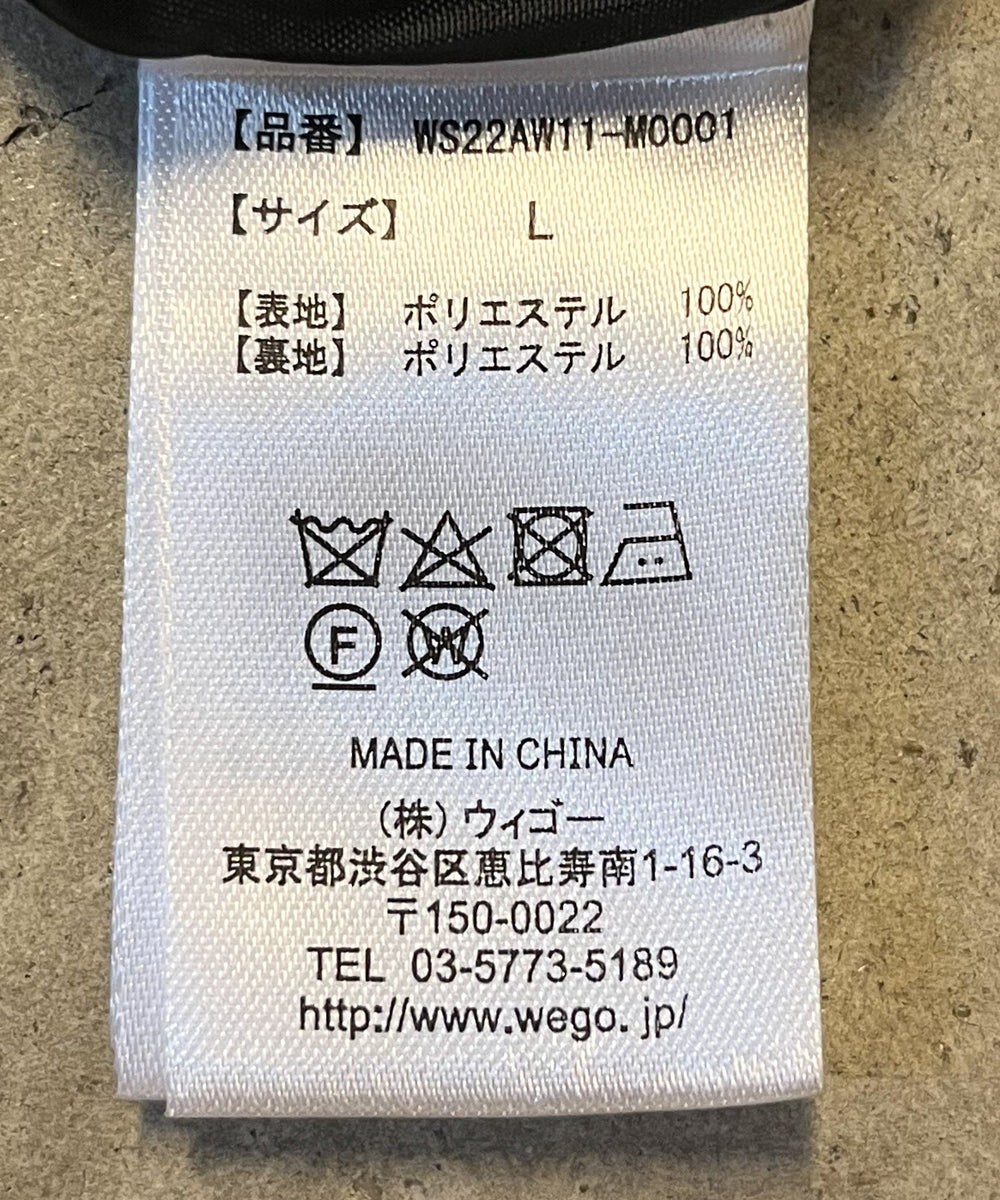 【品番】 WS22AW11-M0001
【サイズ】 L
【表地】 ポリエステル 100%
【裏地】 ポリエステル 100%
F W
MADE IN CHINA
(株)ウィゴー
東京都渋谷区恵比寿南1-16-3
〒150-0022
TEL 03-5773-5189
http://www.wego.jp/